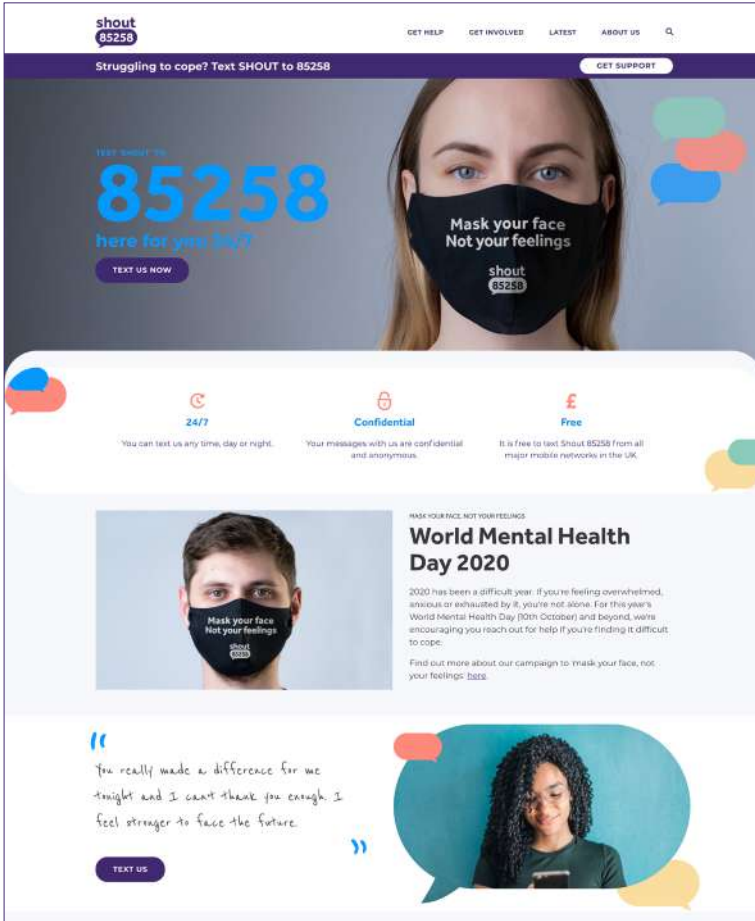 shout
85258
GET HELP GET INVOLVED LATEST ABOUT US
Struggling to cope? Text SHOUT to 85258
GET SUPPORT
TEXT SHOUT TO
85258
here for you 24/7
TEXT US NOW
Mask your face
Not your feelings
shout
85258
24/7
You can text us any time, day or night.
Confidential
Your messages with us are confidential
and anonymous.
£
Free
It is free to text Shout 85258 from all
major mobile networks in the UK.
Mask your face
Not your feelings
shout
85258
MASK YOUR FACE, NOT YOUR FEELINGS
World Mental Health
Day 2020
2020 has been a difficult year. If you're feeling overwhelmed,
anxious or exhausted by it, you're not alone. For this year's
World Mental Health Day (10th October) and beyond, we're
encouraging you reach out for help if you're finding it difficult
to cope.
Find out more about our campaign to 'mask your face, not
your feelings' here.
You really made a difference for me
tonight and I can't thank you enough. I
feel stronger to face the future.
TEXT US